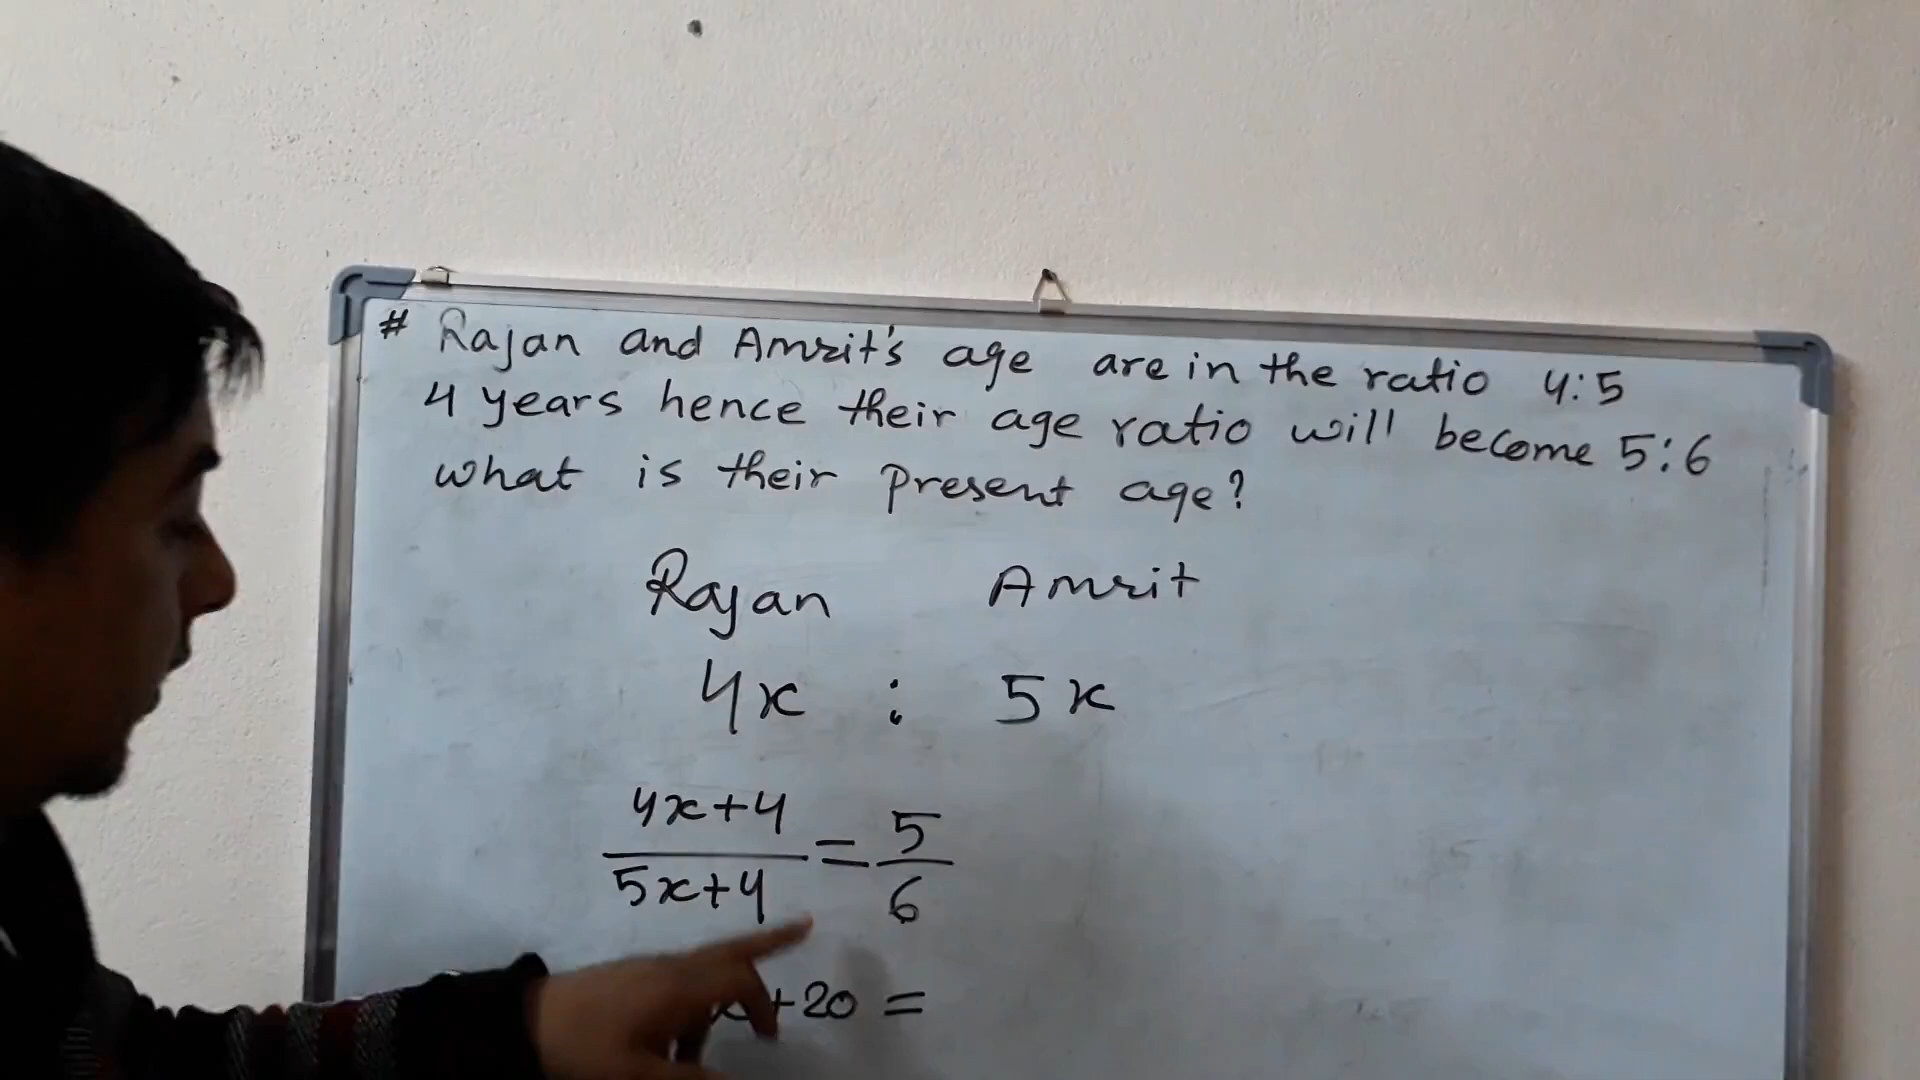 # Rajan and Amrit's age are in the ratio 4:5
4 years hence their age ratio will become 5:6
what is their present age?
Rajan Amrit
4x : 5x
4x+4
5x+4
=
5
6
x+20 =